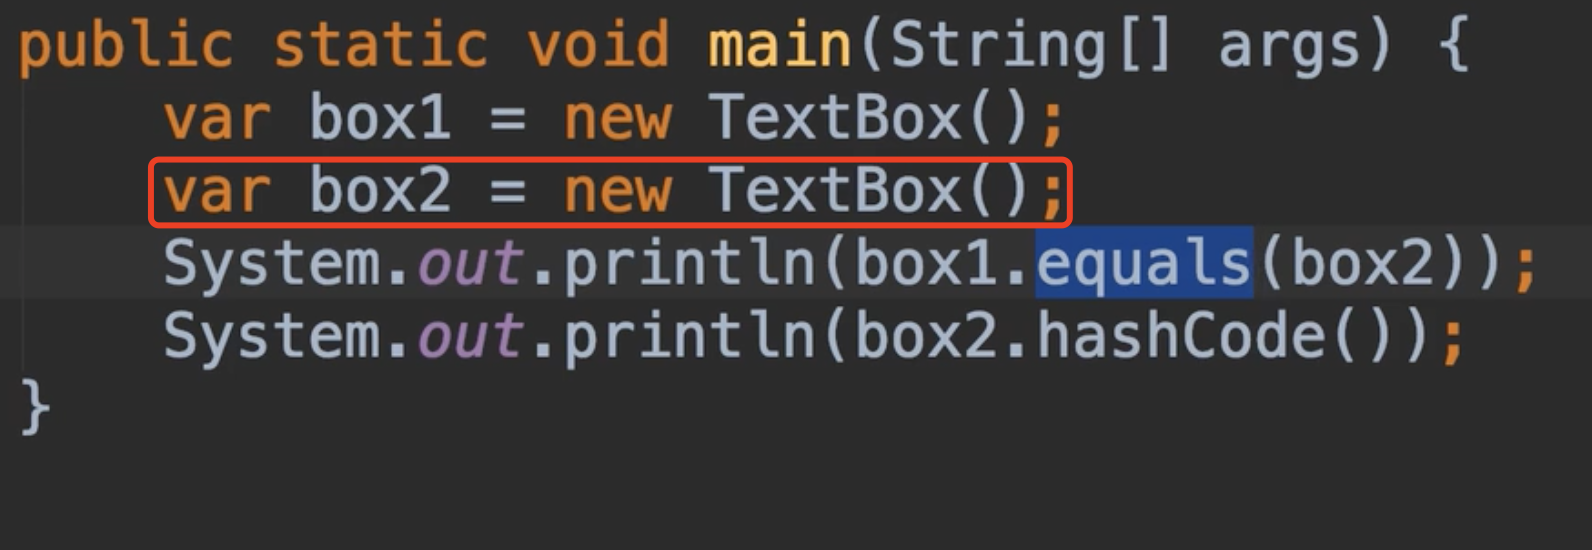 public static void main(String[] args) {
    var box1 = new TextBox();
    var box2 = new TextBox();
    System.out.println(box1.equals(box2));
    System.out.println(box2.hashCode());
}